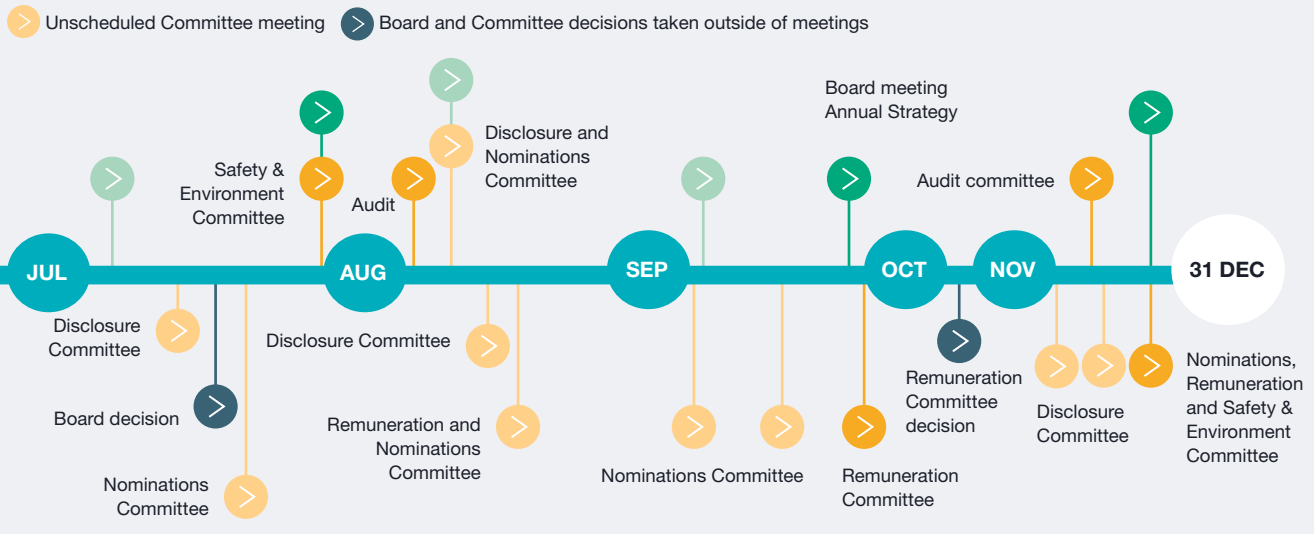 Unscheduled Committee meeting
Board and Committee decisions taken outside of meetings
Board meeting
Annual Strategy
Disclosure and
Nominations
Committee
Safety &
Environment
Committee
Audit
Audit committee
JUL
AUG
SEP
OCT
NOV
31 DEC
Disclosure
Committee
Board decision
Nominations
Committee
Disclosure Committee
Remuneration and
Nominations
Committee
Nominations Committee
Remuneration
Committee
Remuneration
Committee
decision
Disclosure
Committee
Nominations,
Remuneration
and Safety &
Environment
Committee